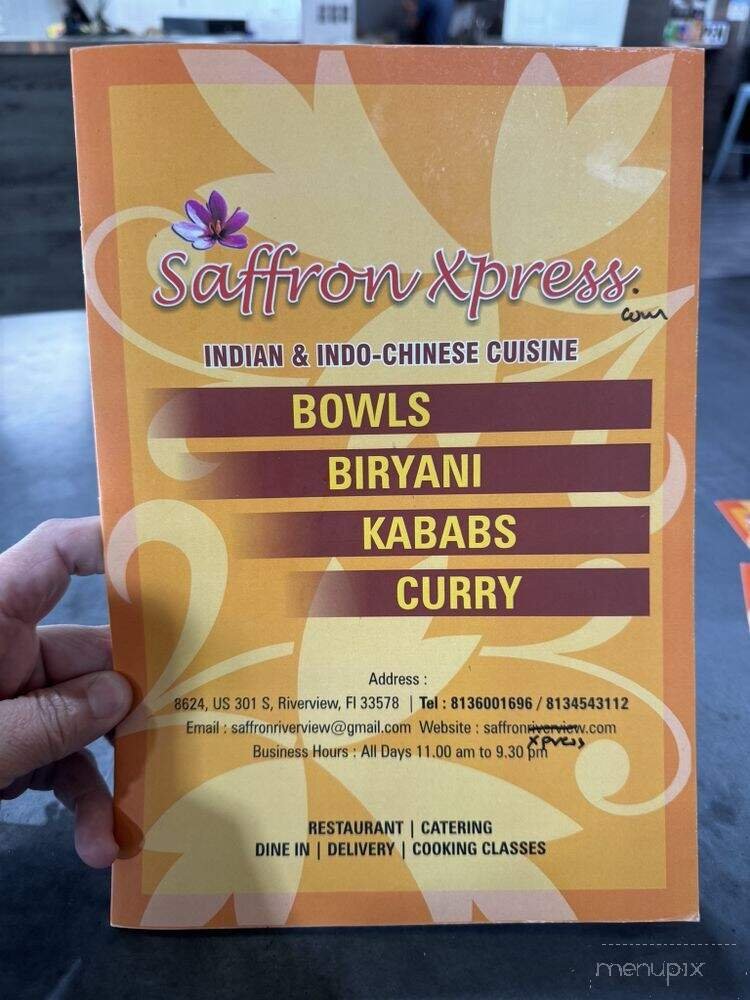 Saffron Xpress.
com
INDIAN & INDO-CHINESE CUISINE
BOWLS
BIRYANI
KABABS
CURRY
Address :
8624, US 301 S, Riverview, Fl 33578 | Tel : 8136001696 / 8134543112
Email : saffronriverview@gmail.com Website : saffronriverview.com
xpress
Business Hours : All Days 11.00 am to 9.30 pm
RESTAURANT | CATERING
DINE IN | DELIVERY | COOKING CLASSES
menupix